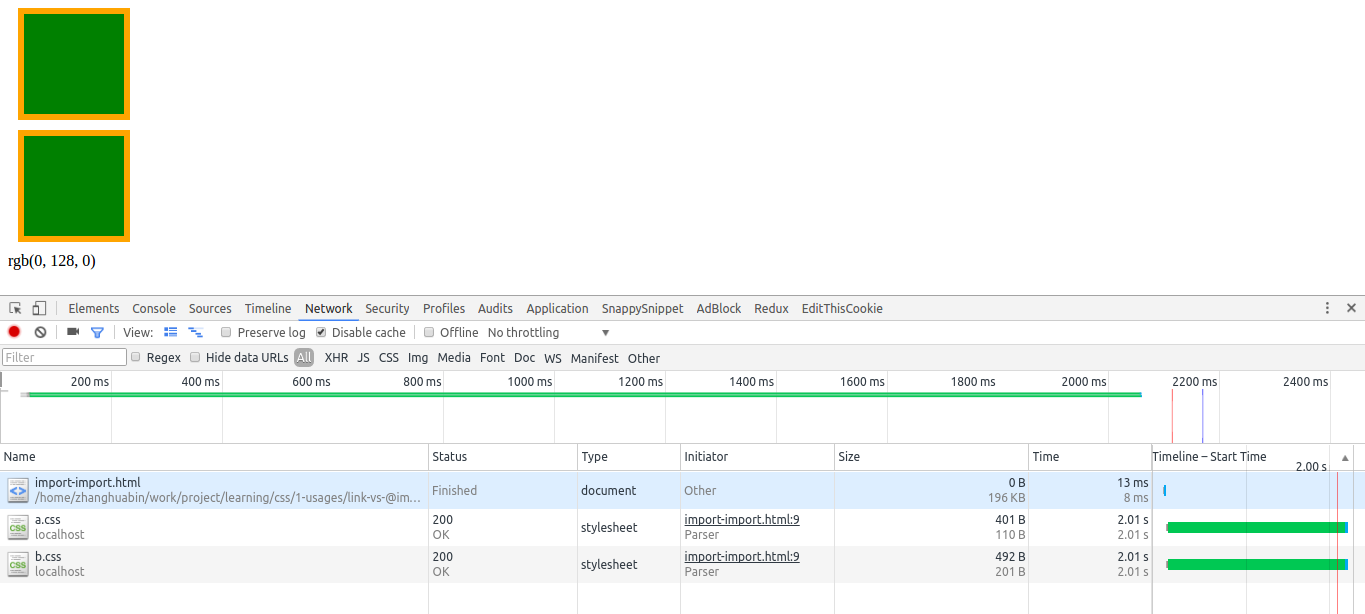 rgb(0, 128, 0)
Elements Console Sources Timeline Network Security Profiles Audits Application SnappySnippet AdBlock Redux EditThisCookie
View: Preserve log Disable cache Offline No throttling
Filter Regex Hide data URLs All XHR JS CSS Img Media Font Doc WS Manifest Other
200 ms 400 ms 600 ms 800 ms 1000 ms 1200 ms 1400 ms 1600 ms 1800 ms 2000 ms 2200 ms 2400 ms
Name Status Type Initiator Size Time Timeline – Start Time
2.00 s
import-import.html 0 B 13 ms
/home/zhanghuabin/work/project/learning/css/1-usages/link-vs-@im... Finished document Other 196 KB 8 ms
a.css 200 import-import.html:9 401 B 2.01 s
localhost OK stylesheet Parser 110 B 2.01 s
b.css 200 import-import.html:9 492 B 2.01 s
localhost OK stylesheet Parser 201 B 2.01 s